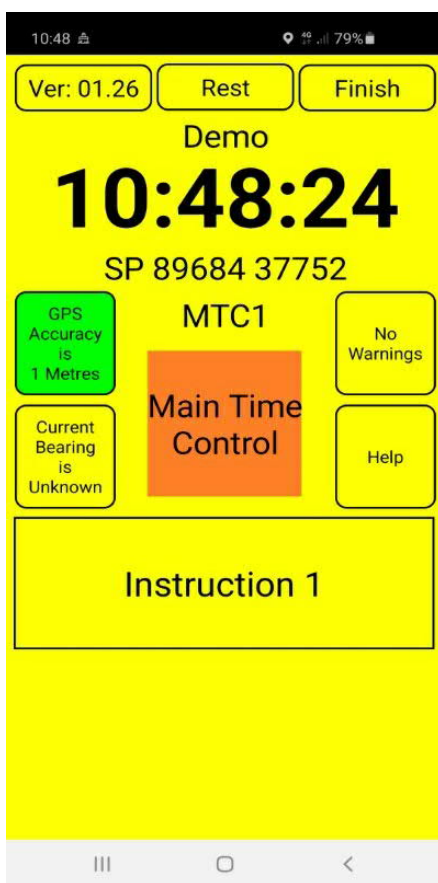 10:48
4G
79%
Ver: 01.26
Rest
Finish
Demo
10:48:24
SP 89684 37752
GPS
Accuracy
is
1 Metres
MTC1
No
Warnings
Current
Bearing
is
Unknown
Main Time
Control
Help
Instruction 1